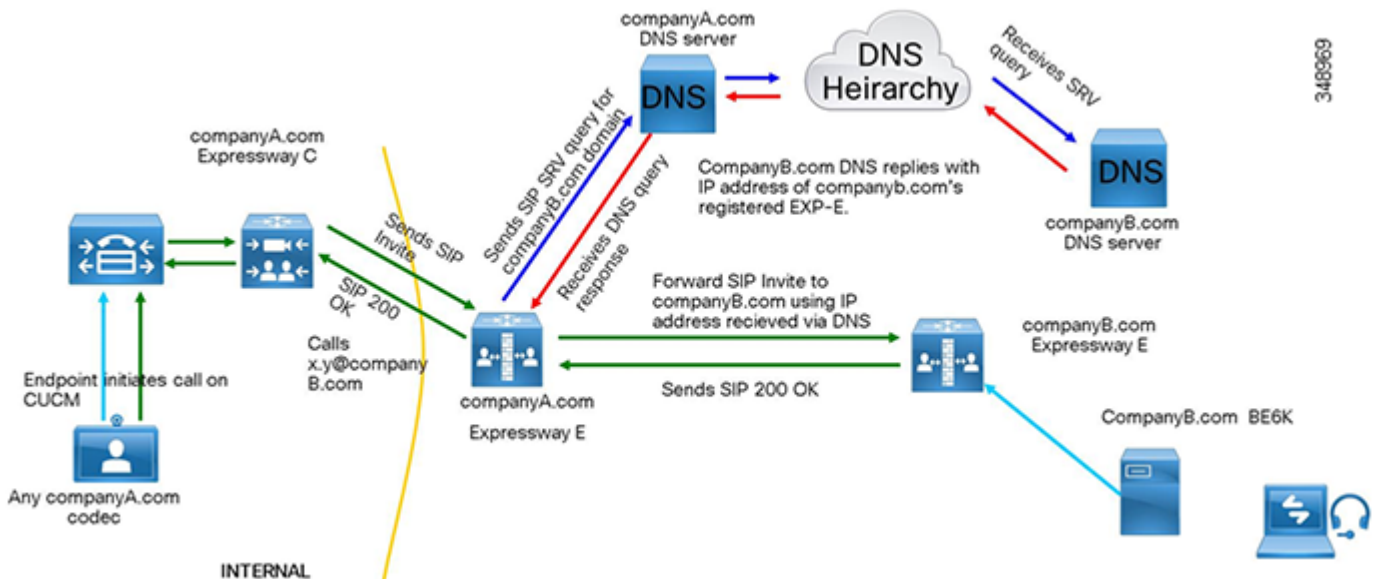 companyA.com
DNS server
DNS
DNS
Heirarchy
Receives SRV
query
348969
DNS
companyB.com
DNS server
CompanyB.com DNS replies with
IP address of companyb.com's
registered EXP-E.
Sends SIP SRV query for
companyB.com domain
Receives DNS query
response
companyA.com
Expressway C
Sends SIP
Invite
SIP 200
OK
Calls
x.y@company
B.com
Forward SIP Invite to
companyB.com using IP
address recieved via DNS
Sends SIP 200 OK
companyA.com
Expressway E
companyB.com
Expressway E
CompanyB.com BE6K
Endpoint initiates call on
CUCM
Any companyA.com
codec
INTERNAL